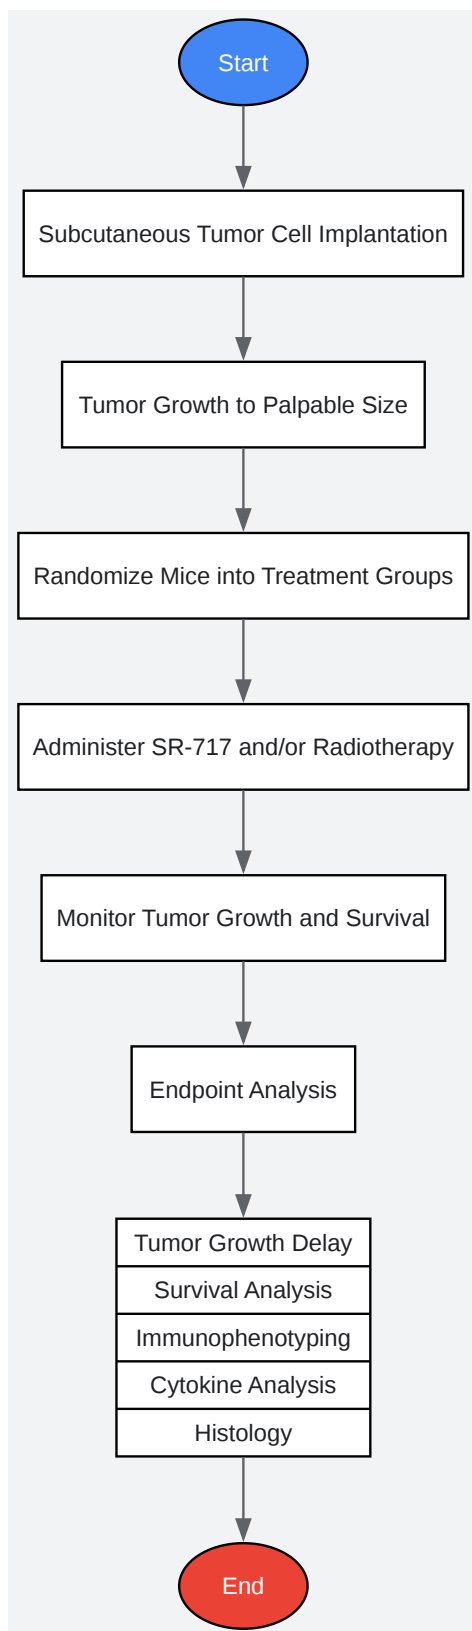 Start
Subcutaneous Tumor Cell Implantation
Tumor Growth to Palpable Size
Randomize Mice into Treatment Groups
Administer SR-717 and/or Radiotherapy
Monitor Tumor Growth and Survival
Endpoint Analysis
Tumor Growth Delay
Survival Analysis
Immunophenotyping
Cytokine Analysis
Histology
End